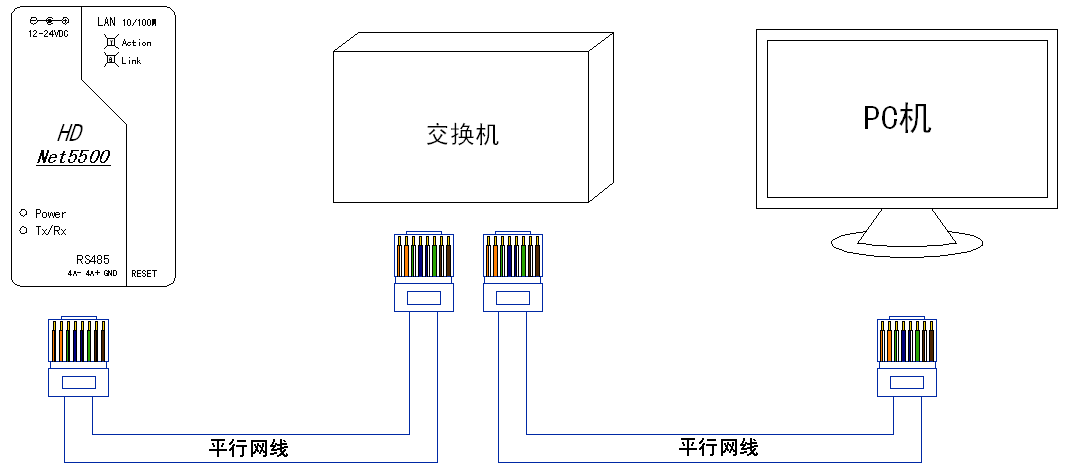 12-24VDC
LAN 10/100M
Action
Link
HD
Net5500
Power
Tx/Rx
RS485
4A- 4A+ GND
RESET
交换机
PC机
平行网线
平行网线